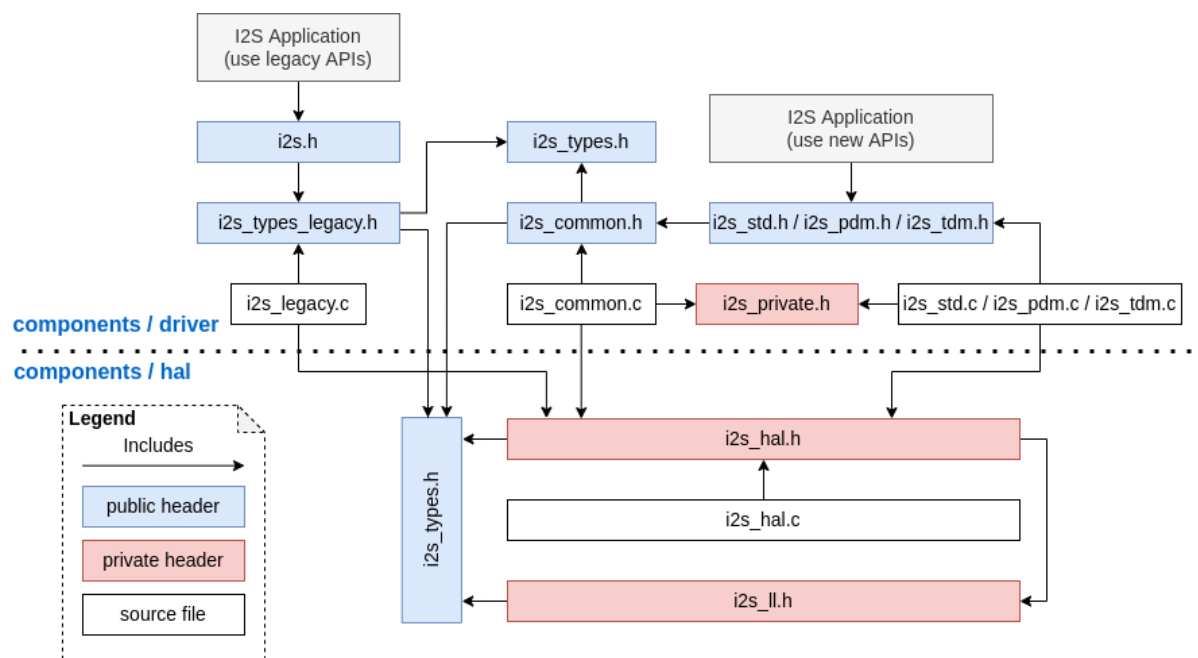 I2S Application
(use legacy APIs)
I2S Application
(use new APIs)
i2s.h
i2s_types.h
i2s_types_legacy.h
i2s_common.h
i2s_std.h / i2s_pdm.h / i2s_tdm.h
i2s_legacy.c
i2s_common.c
i2s_private.h
i2s_std.c / i2s_pdm.c / i2s_tdm.c
components / driver
components / hal
Legend
Includes
public header
private header
source file
i2s_types.h
i2s_hal.h
i2s_hal.c
i2s_ll.h